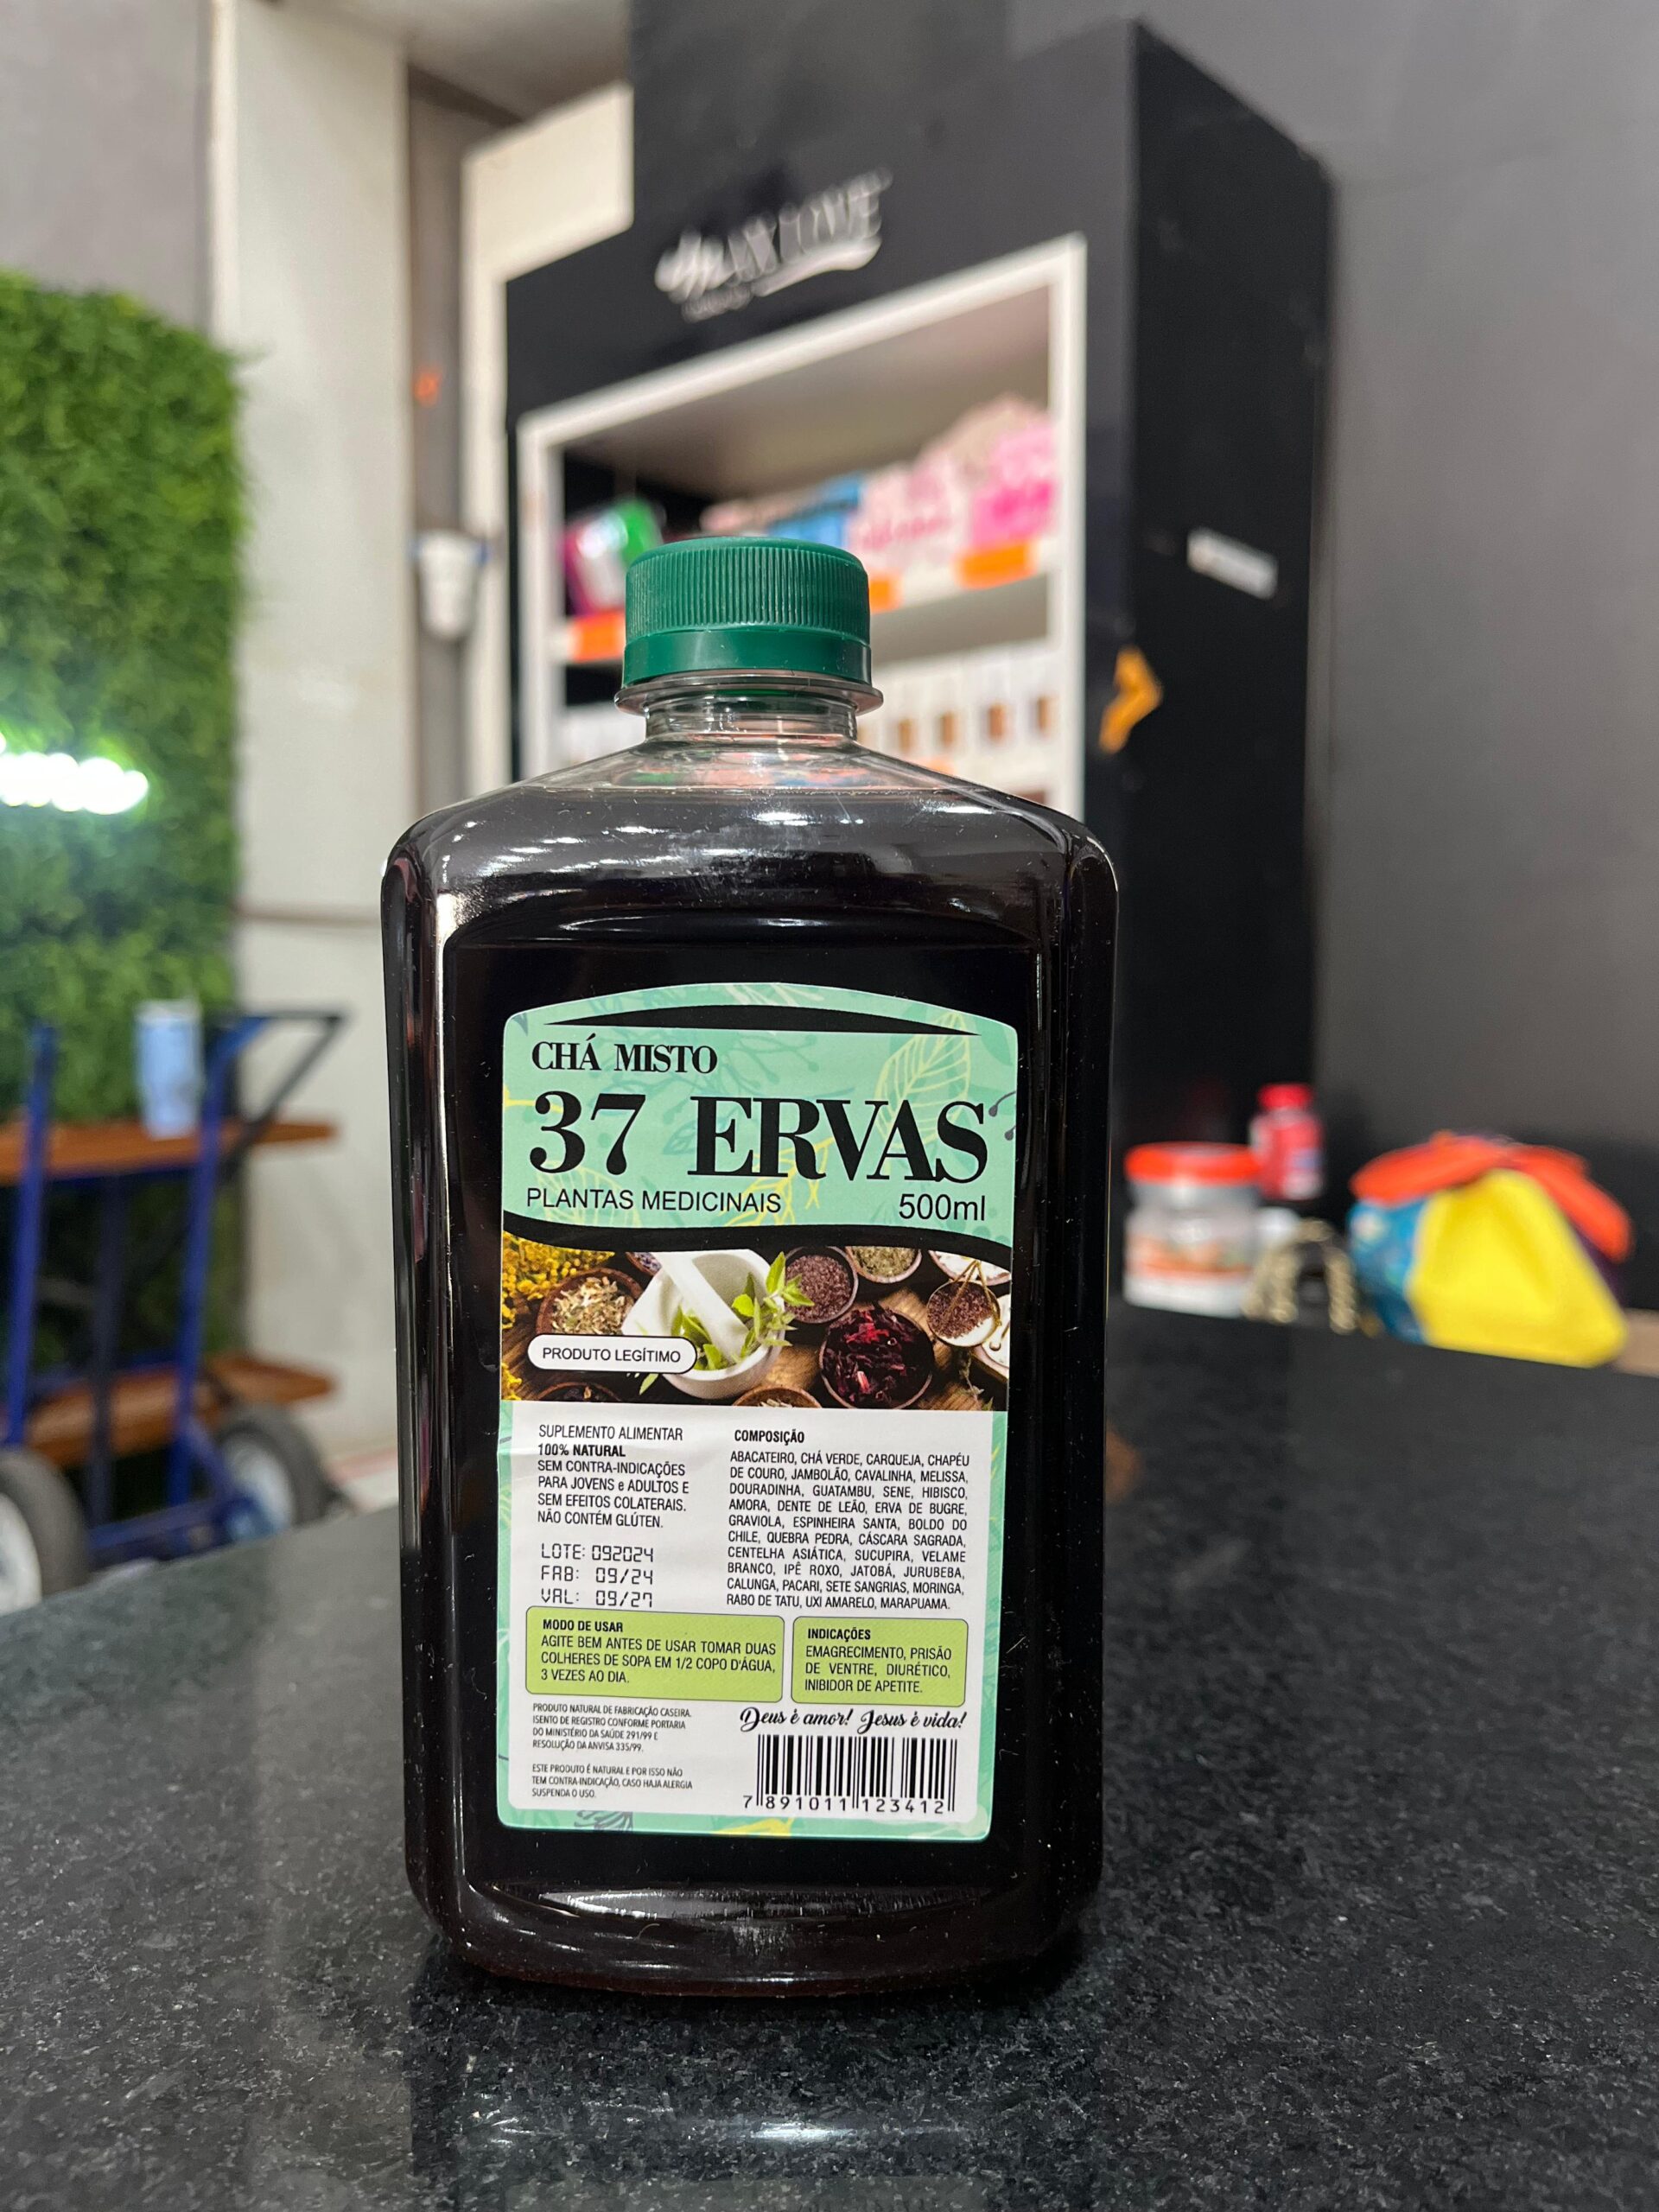 CHÁ MISTO
37 ERVAS
PLANTAS MEDICINAIS
500ml
PRODUTO LEGÍTIMO
SUPLEMENTO ALIMENTAR
100% NATURAL
SEM CONTRA-INDICAÇÕES
PARA JOVENS e ADULTOS E
SEM EFEITOS COLATERAIS.
NÃO CONTÉM GLÚTEN.
LOTE: 092024
FAB: 09/24
VAL: 09/27
COMPOSIÇÃO
ABACATEIRO, CHÁ VERDE, CARQUEJA, CHAPÉU
DE COURO, JAMBOLÃO, CAVALINHA, MELISSA,
DOURADINHA, GUATAMBU, SENE, HIBISCO,
AMORA, DENTE DE LEÃO, ERVA DE BUGRE,
GRAVIOLA, ESPINHEIRA SANTA, BOLDO DO
CHILE, QUEBRA PEDRA, CÁSCARA SAGRADA,
CENTELHA ASIÁTICA, SUCUPIRA, VELAME
BRANCO, IPÊ ROXO, JATOBÁ, JURUBEBA,
CALUNGA, PACARI, SETE SANGRIAS, MORINGA,
RABO DE TATU, UXI AMARELO, MARAPUAMA.
MODO DE USAR
AGITE BEM ANTES DE USAR TOMAR DUAS
COLHERES DE SOPA EM 1/2 COPO D'ÁGUA,
3 VEZES AO DIA.
INDICAÇÕES
EMAGRECIMENTO, PRISÃO
DE VENTRE, DIURÉTICO,
INIBIDOR DE APETITE.
PRODUTO NATURAL DE FABRICAÇÃO CASEIRA.
ISENTO DE REGISTRO CONFORME PORTARIA
DO MINISTÉRIO DA SAÚDE 291/99 E
RESOLUÇÃO DA ANVISA 335/99.
ESTE PRODUTO É NATURAL E POR ISSO NÃO
TEM CONTRA-INDICAÇÃO, CASO HAJA ALERGIA
SUSPENDA O USO.
Deus é amor! Jesus é vida!
7 891011 123412